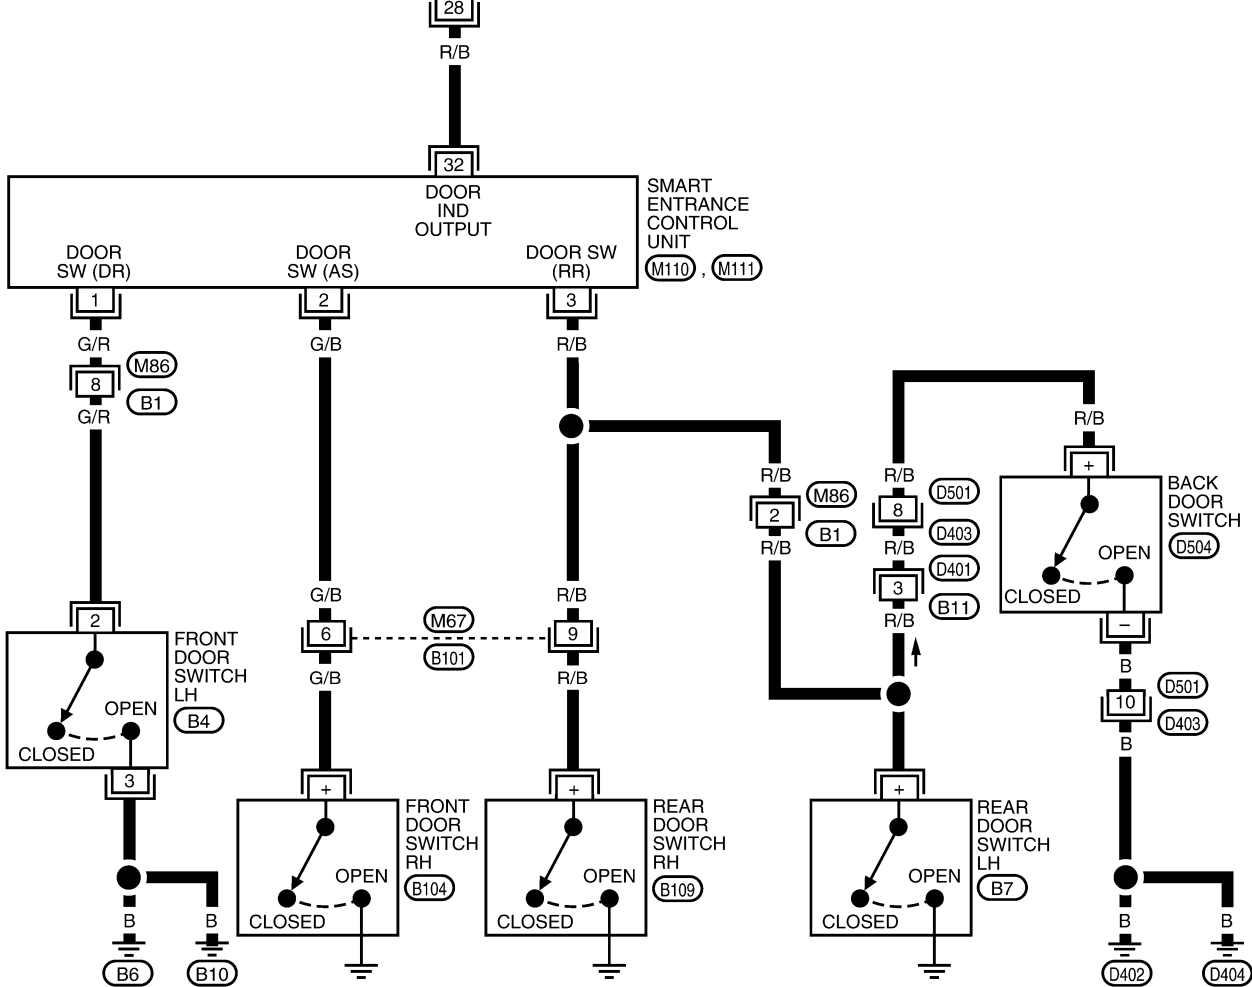 28
R/B
32
DOOR
IND
OUTPUT
SMART
ENTRANCE
CONTROL
UNIT
M110 , M111
DOOR
SW (DR)
DOOR
SW (AS)
DOOR SW
(RR)
1
2
3
G/R
G/B
R/B
8
M86
B1
G/R
R/B
R/B
R/B
2
M86
B1
R/B
8
D501
D403
R/B
3
D401
B11
R/B
+
BACK
DOOR
SWITCH
D504
OPEN
CLOSED
–
B
10
D501
D403
B
G/B
R/B
6
M67
B101
9
G/B
R/B
2
FRONT
DOOR
SWITCH
LH
B4
OPEN
CLOSED
3
+
FRONT
DOOR
SWITCH
RH
B104
OPEN
CLOSED
+
REAR
DOOR
SWITCH
RH
B109
OPEN
CLOSED
+
REAR
DOOR
SWITCH
LH
B7
OPEN
CLOSED
B
B
B
B
B6
B10
D402
D404